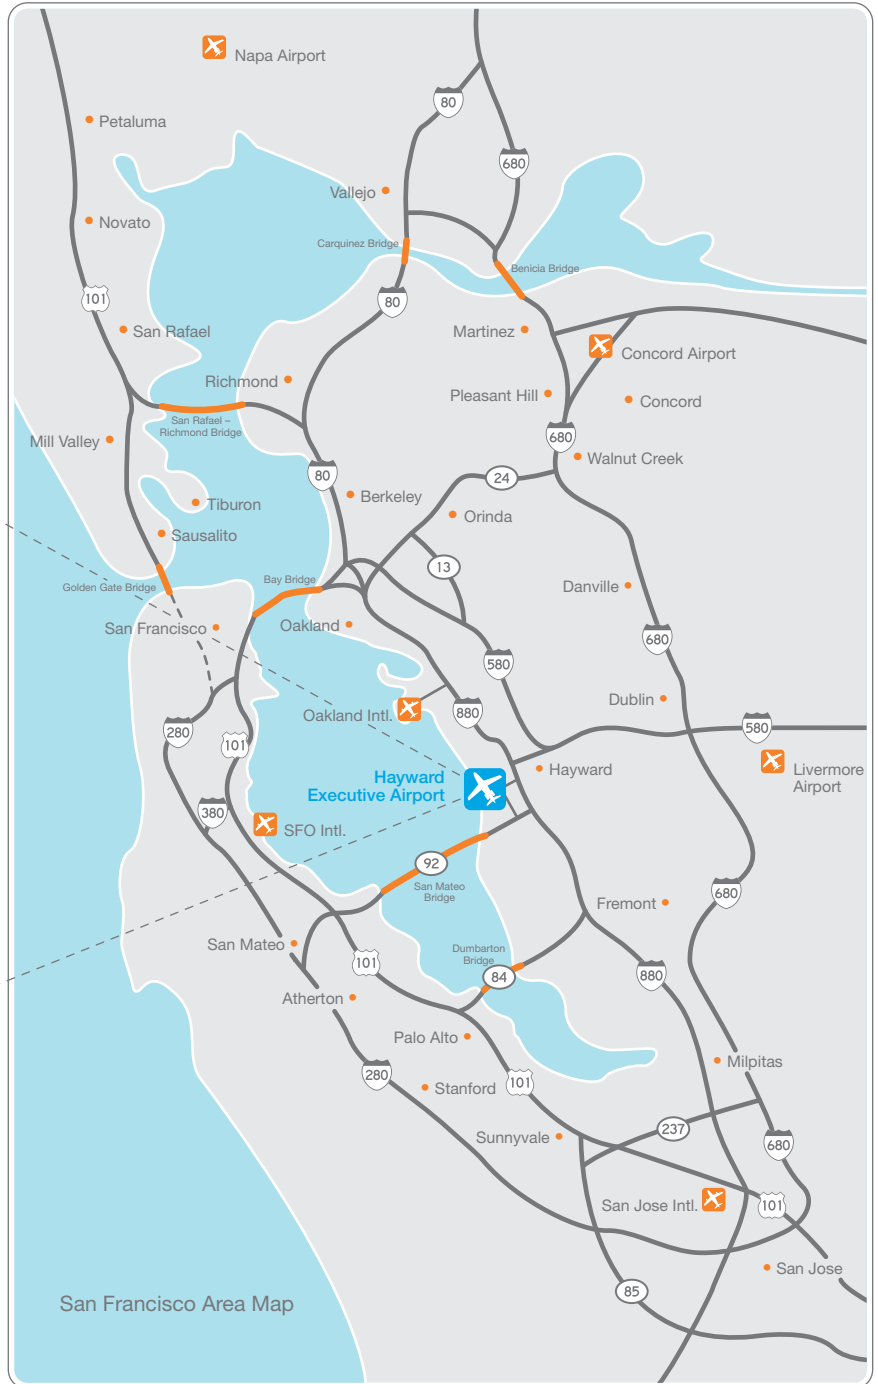 Napa Airport
80
Petaluma
680
Vallejo
Novato
Carquinez Bridge
Benicia Bridge
101
80
San Rafael
Martinez
Concord Airport
Richmond
Pleasant Hill
Concord
San Rafael –
Richmond Bridge
Mill Valley
680
Walnut Creek
80
24
Berkeley
Tiburon
Orinda
Sausalito
13
Golden Gate Bridge
Bay Bridge
Danville
San Francisco
Oakland
680
580
Dublin
Oakland Intl.
880
280
101
580
Hayward
Livermore
Airport
Hayward
Executive Airport
380
SFO Intl.
92
San Mateo
Bridge
680
Fremont
San Mateo
Dumbarton
Bridge
101
84
880
Atherton
Palo Alto
280
101
Milpitas
Stanford
237
Sunnyvale
680
San Jose Intl.
101
San Jose
85
San Francisco Area Map